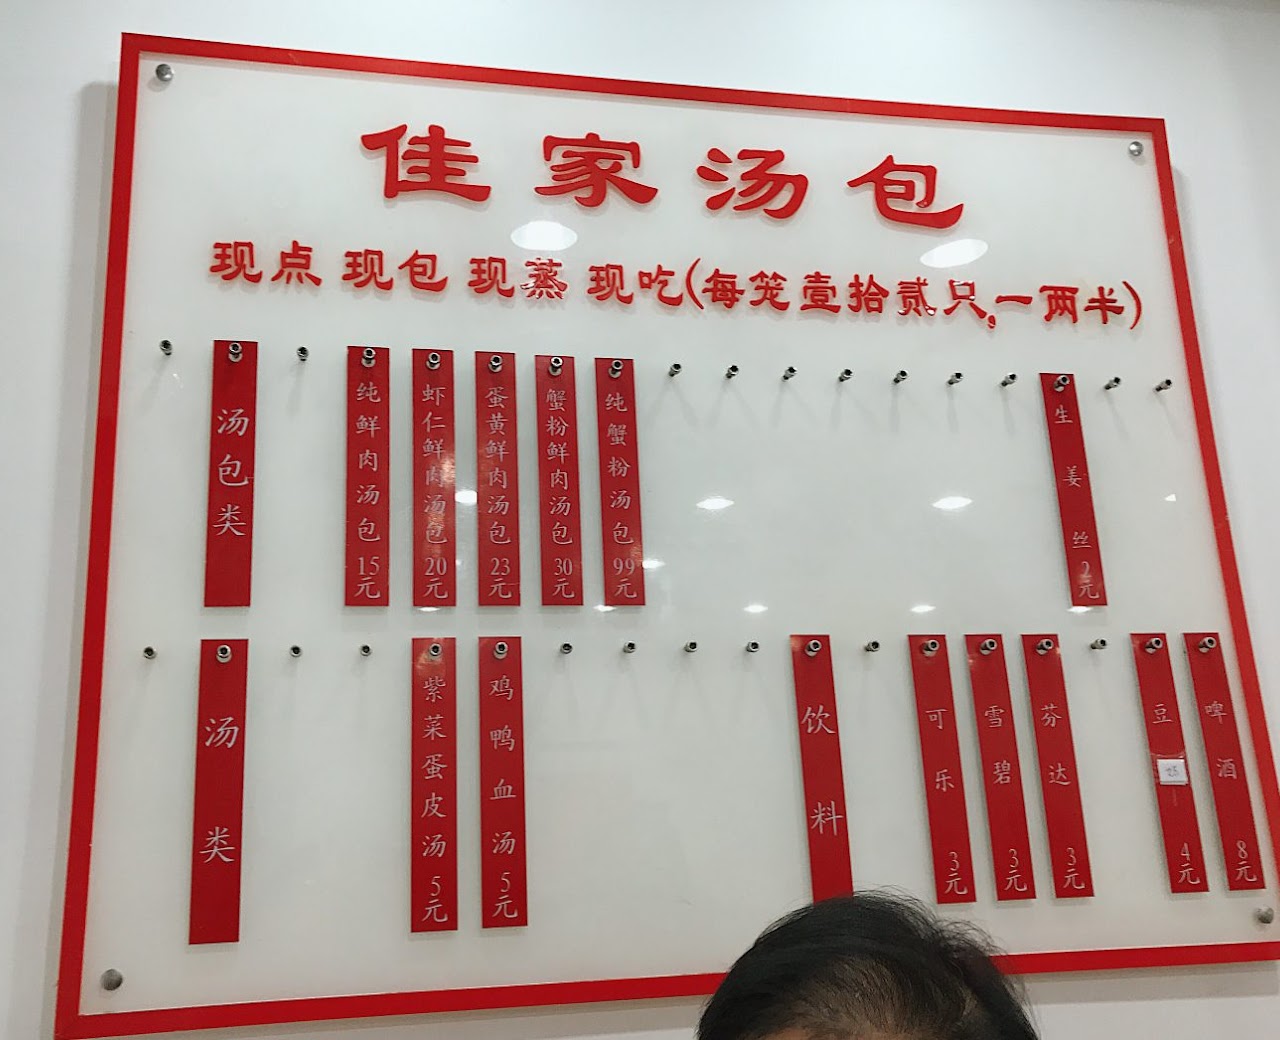 佳家汤包
现点 现包 现蒸 现吃(每笼壹拾贰只,一两半)
汤包类
纯鲜肉汤包 15元
虾仁鲜肉汤包 20元
蛋黄鲜肉汤包 23元
蟹粉鲜肉汤包 30元
纯蟹粉汤包 99元
生姜丝 2元
汤类
紫菜蛋皮汤 5元
鸡鸭血汤 5元
饮料
可乐 3元
雪碧 3元
芬达 3元
豆 4元
啤酒 8元